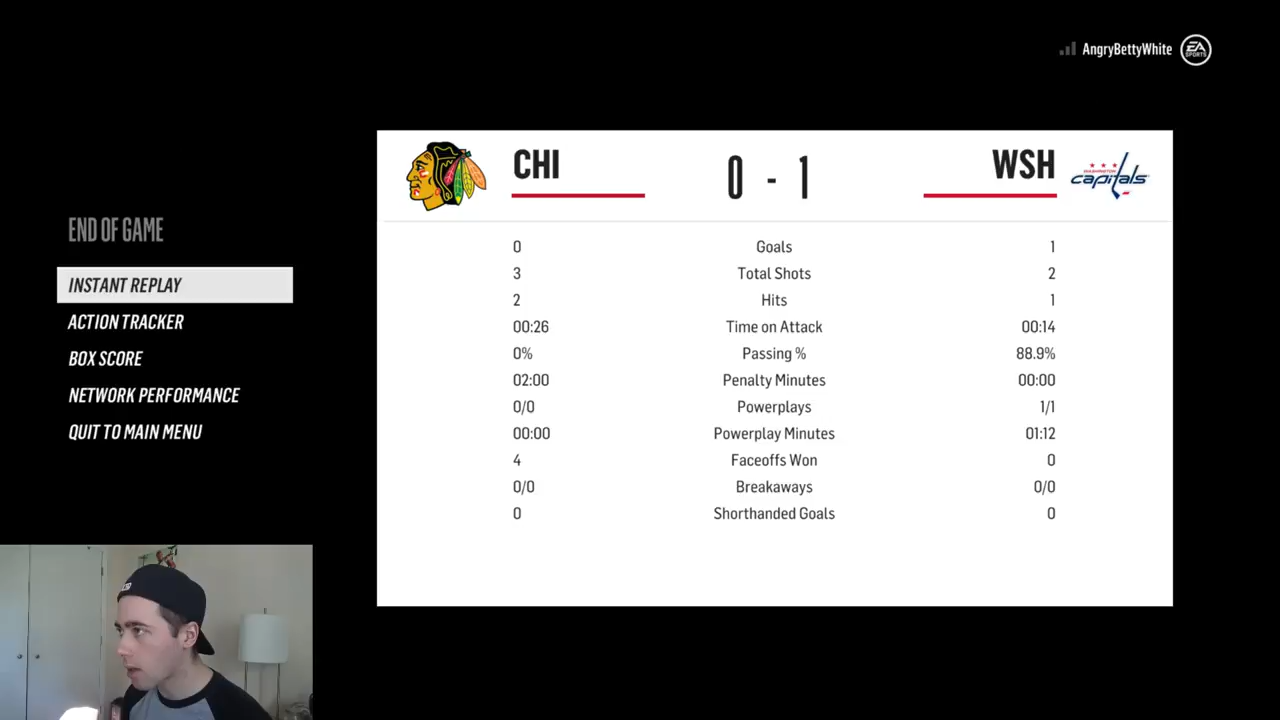 AngryBettyWhite EA SPORTS
CHI 0 - 1 WSH WASHINGTON capitals
END OF GAME
INSTANT REPLAY
ACTION TRACKER
BOX SCORE
NETWORK PERFORMANCE
QUIT TO MAIN MENU
0 Goals 1
3 Total Shots 2
2 Hits 1
00:26 Time on Attack 00:14
0% Passing % 88.9%
02:00 Penalty Minutes 00:00
0/0 Powerplays 1/1
00:00 Powerplay Minutes 01:12
4 Faceoffs Won 0
0/0 Breakaways 0/0
0 Shorthanded Goals 0